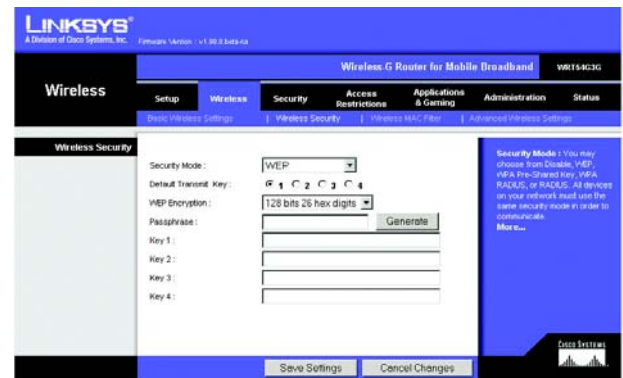 LINKSYS®
A Division of Cisco Systems, Inc.
Wireless-G Router for Mobile Broadband WRT54G3G
Wireless
Setup Wireless Security Access Restrictions Applications & Gaming Administration Status
Basic Wireless Settings | Wireless Security | Wireless MAC Filter | Advanced Wireless Settings
Wireless Security
Security Mode : WEP
Default Transmit Key : 1 2 3 4
WEP Encryption : 128 bits 26 hex digits
Passphrase : Generate
Key 1 :
Key 2 :
Key 3 :
Key 4 :
Security Mode : You may
choose from Disable, WEP,
WPA Pre-Shared Key, WPA
RADIUS, or RADIUS. All devices
on your network must use the
same security mode in order to
communicate.
More...
Save Settings Cancel Changes
CISCO SYSTEMS